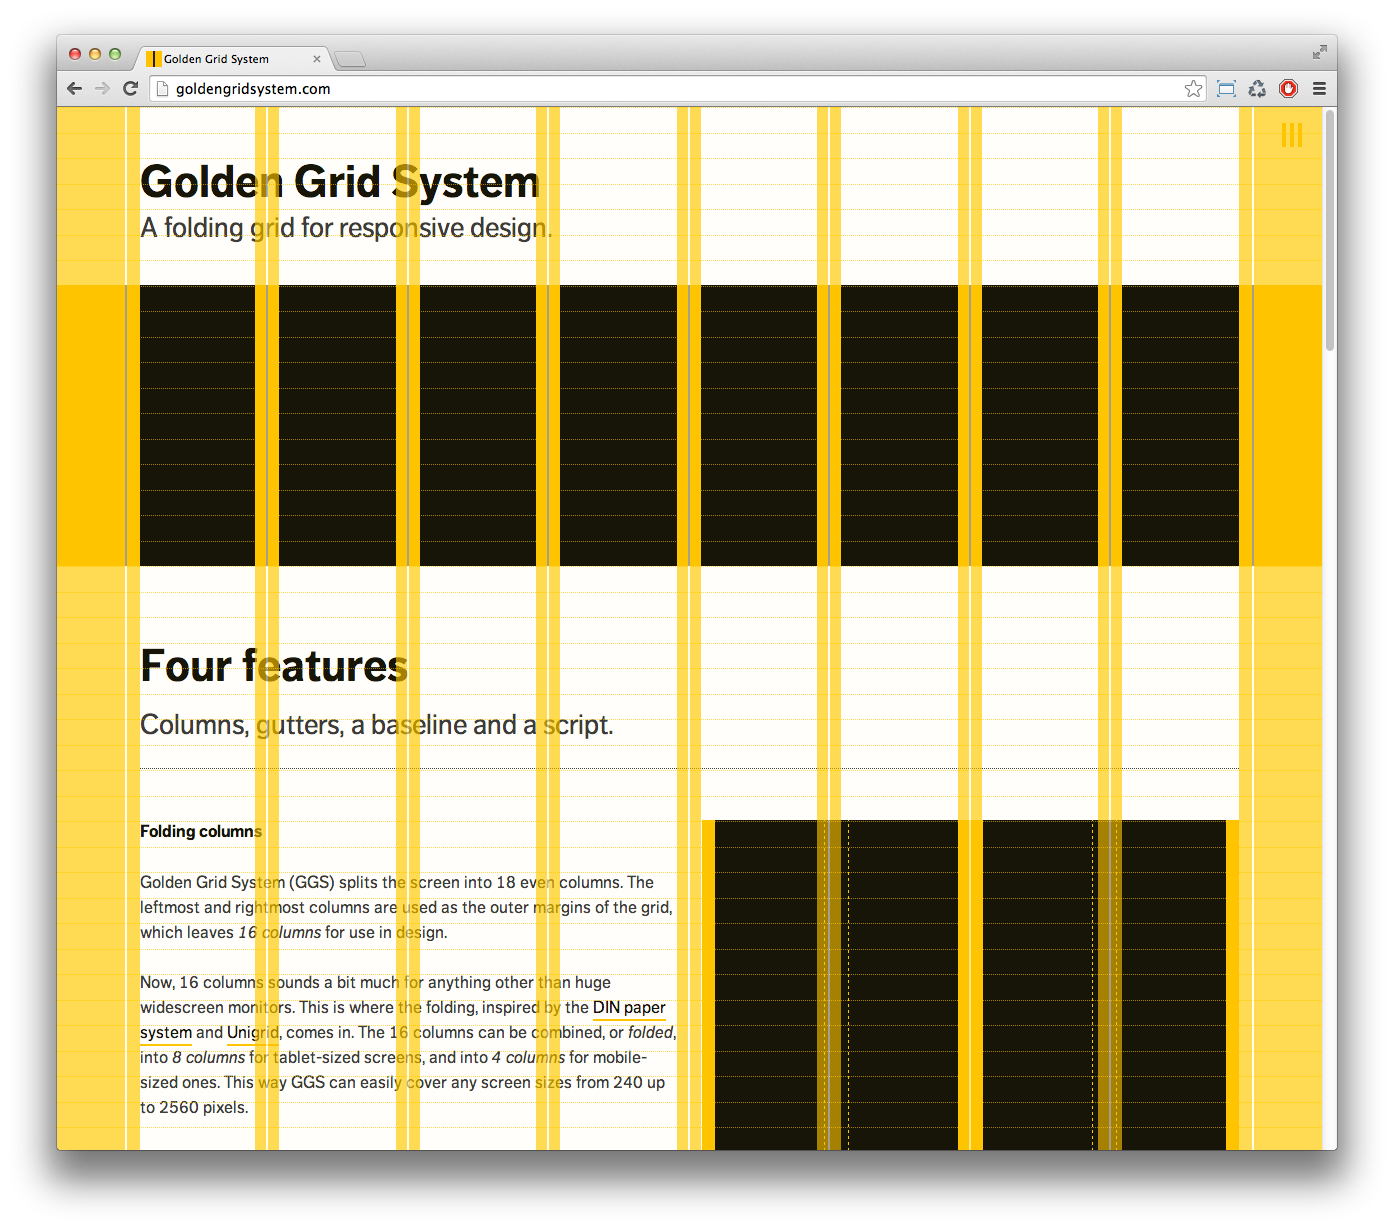 Golden Grid System
goldengridsystem.com
Golden Grid System
A folding grid for responsive design.
Four features
Columns, gutters, a baseline and a script.
Folding columns
Golden Grid System (GGS) splits the screen into 18 even columns. The
leftmost and rightmost columns are used as the outer margins of the grid,
which leaves 16 columns for use in design.
Now, 16 columns sounds a bit much for anything other than huge
widescreen monitors. This is where the folding, inspired by the DIN paper
system and Unigrid, comes in. The 16 columns can be combined, or folded,
into 8 columns for tablet-sized screens, and into 4 columns for mobile-
sized ones. This way GGS can easily cover any screen sizes from 240 up
to 2560 pixels.